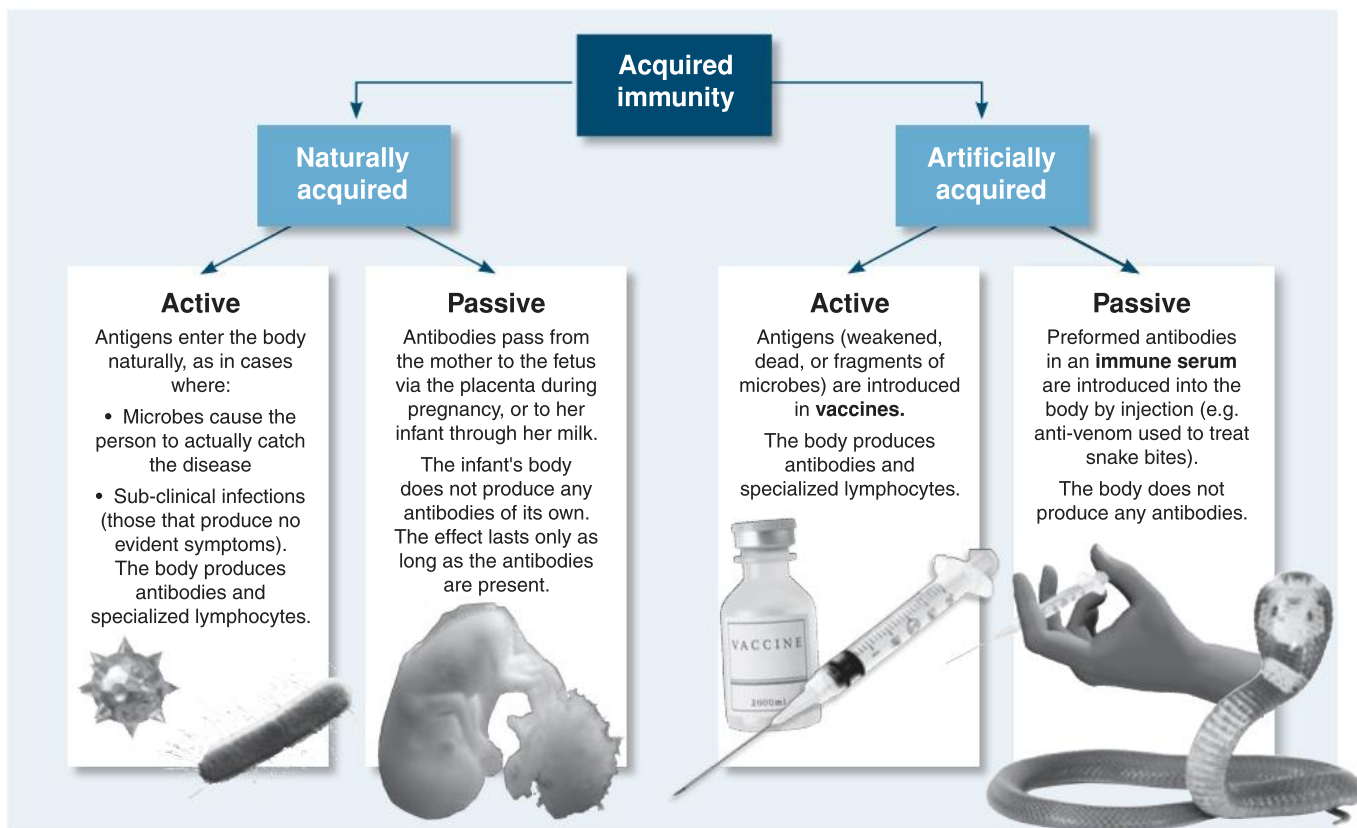 Acquired
immunity
Naturally
acquired
Artificially
acquired
Active
Antigens enter the body
naturally, as in cases
where:
• Microbes cause the
person to actually catch
the disease
• Sub-clinical infections
(those that produce no
evident symptoms).
The body produces
antibodies and
specialized lymphocytes.
Passive
Antibodies pass from
the mother to the fetus
via the placenta during
pregnancy, or to her
infant through her milk.
The infant's body
does not produce any
antibodies of its own.
The effect lasts only as
long as the antibodies
are present.
Active
Antigens (weakened,
dead, or fragments of
microbes) are introduced
in vaccines.
The body produces
antibodies and
specialized lymphocytes.
VACCINE
Passive
Preformed antibodies
in an immune serum
are introduced into the
body by injection (e.g.
anti-venom used to treat
snake bites).
The body does not
produce any antibodies.